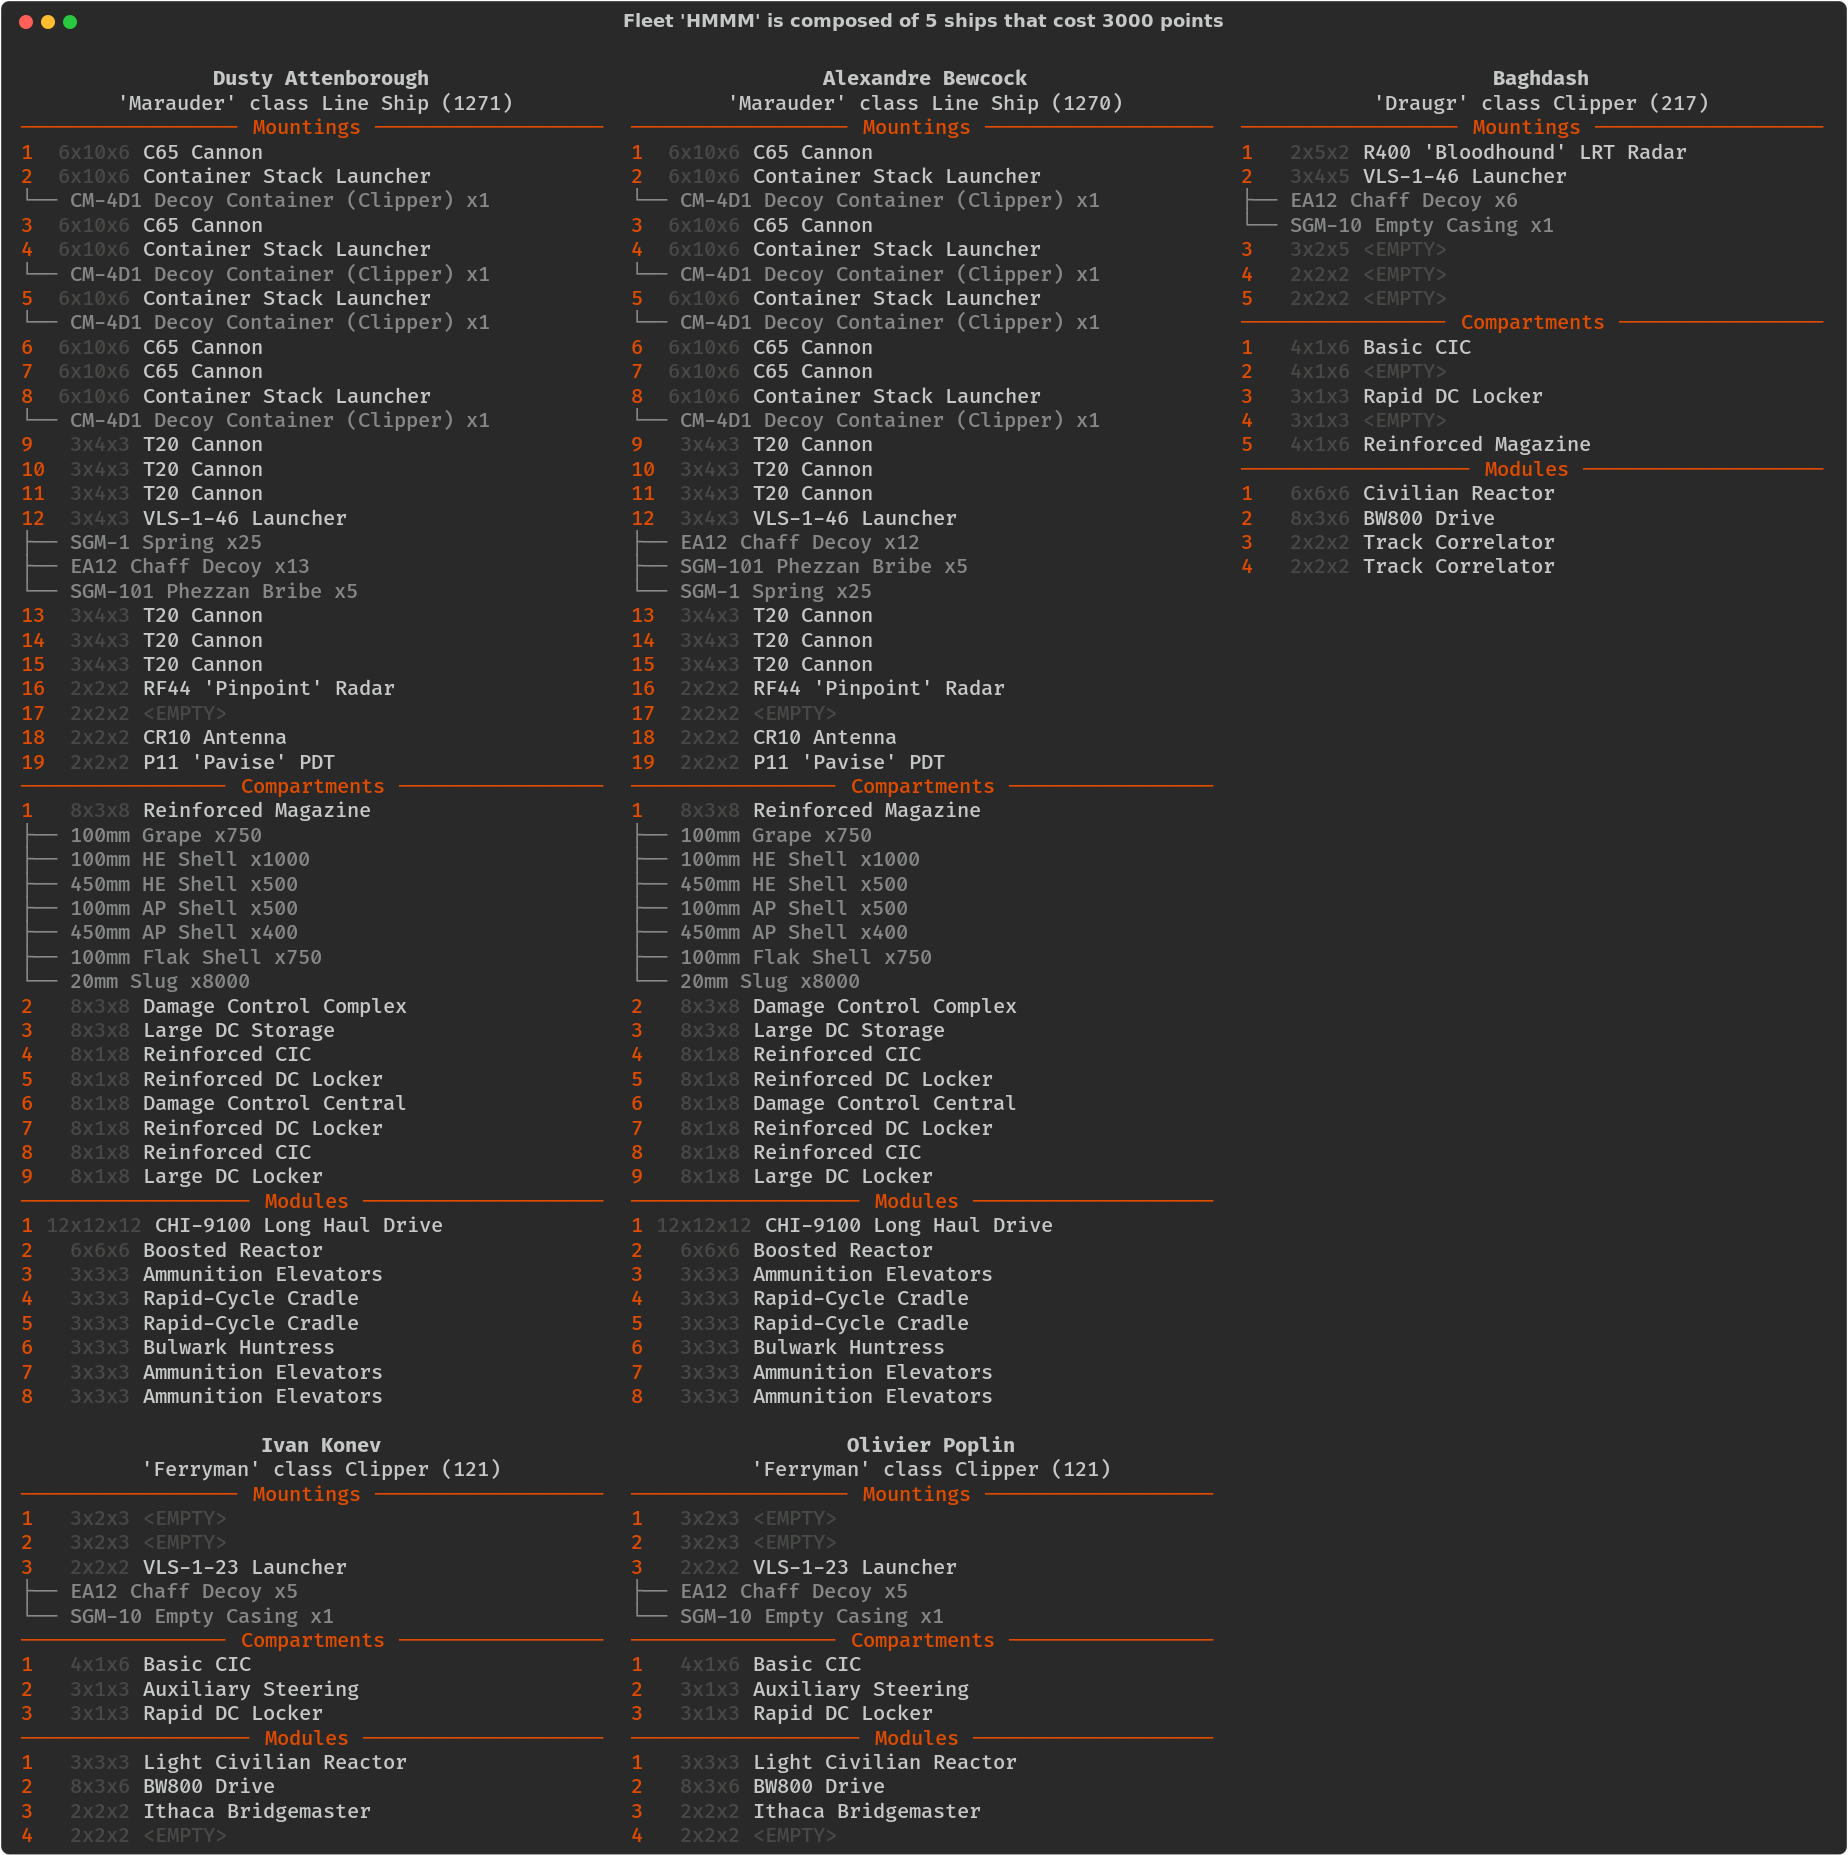 Fleet 'HMMM' is composed of 5 ships that cost 3000 points
Dusty Attenborough
'Marauder' class Line Ship (1271)
Mountings
1 6x10x6 C65 Cannon
2 6x10x6 Container Stack Launcher
CM-4D1 Decoy Container (Clipper) x1
3 6x10x6 C65 Cannon
4 6x10x6 Container Stack Launcher
CM-4D1 Decoy Container (Clipper) x1
5 6x10x6 Container Stack Launcher
CM-4D1 Decoy Container (Clipper) x1
6 6x10x6 C65 Cannon
7 6x10x6 C65 Cannon
8 6x10x6 Container Stack Launcher
CM-4D1 Decoy Container (Clipper) x1
9 3x4x3 T20 Cannon
10 3x4x3 T20 Cannon
11 3x4x3 T20 Cannon
12 3x4x3 VLS-1-46 Launcher
SGM-1 Spring x25
EA12 Chaff Decoy x13
SGM-101 Phezzan Bribe x5
13 3x4x3 T20 Cannon
14 3x4x3 T20 Cannon
15 3x4x3 T20 Cannon
16 2x2x2 RF44 'Pinpoint' Radar
17 2x2x2 <EMPTY>
18 2x2x2 CR10 Antenna
19 2x2x2 P11 'Pavise' PDT
Compartments
1 8x3x8 Reinforced Magazine
100mm Grape x750
100mm HE Shell x1000
450mm HE Shell x500
100mm AP Shell x500
450mm AP Shell x400
100mm Flak Shell x750
20mm Slug x8000
2 8x3x8 Damage Control Complex
3 8x3x8 Large DC Storage
4 8x1x8 Reinforced CIC
5 8x1x8 Reinforced DC Locker
6 8x1x8 Damage Control Central
7 8x1x8 Reinforced DC Locker
8 8x1x8 Reinforced CIC
9 8x1x8 Large DC Locker
Modules
1 12x12x12 CHI-9100 Long Haul Drive
2 6x6x6 Boosted Reactor
3 3x3x3 Ammunition Elevators
4 3x3x3 Rapid-Cycle Cradle
5 3x3x3 Rapid-Cycle Cradle
6 3x3x3 Bulwark Huntress
7 3x3x3 Ammunition Elevators
8 3x3x3 Ammunition Elevators
Alexandre Bewcock
'Marauder' class Line Ship (1270)
Mountings
1 6x10x6 C65 Cannon
2 6x10x6 Container Stack Launcher
CM-4D1 Decoy Container (Clipper) x1
3 6x10x6 C65 Cannon
4 6x10x6 Container Stack Launcher
CM-4D1 Decoy Container (Clipper) x1
5 6x10x6 Container Stack Launcher
CM-4D1 Decoy Container (Clipper) x1
6 6x10x6 C65 Cannon
7 6x10x6 C65 Cannon
8 6x10x6 Container Stack Launcher
CM-4D1 Decoy Container (Clipper) x1
9 3x4x3 T20 Cannon
10 3x4x3 T20 Cannon
11 3x4x3 T20 Cannon
12 3x4x3 VLS-1-46 Launcher
EA12 Chaff Decoy x12
SGM-101 Phezzan Bribe x5
SGM-1 Spring x25
13 3x4x3 T20 Cannon
14 3x4x3 T20 Cannon
15 3x4x3 T20 Cannon
16 2x2x2 RF44 'Pinpoint' Radar
17 2x2x2 <EMPTY>
18 2x2x2 CR10 Antenna
19 2x2x2 P11 'Pavise' PDT
Compartments
1 8x3x8 Reinforced Magazine
100mm Grape x750
100mm HE Shell x1000
450mm HE Shell x500
100mm AP Shell x500
450mm AP Shell x400
100mm Flak Shell x750
20mm Slug x8000
2 8x3x8 Damage Control Complex
3 8x3x8 Large DC Storage
4 8x1x8 Reinforced CIC
5 8x1x8 Reinforced DC Locker
6 8x1x8 Damage Control Central
7 8x1x8 Reinforced DC Locker
8 8x1x8 Reinforced CIC
9 8x1x8 Large DC Locker
Modules
1 12x12x12 CHI-9100 Long Haul Drive
2 6x6x6 Boosted Reactor
3 3x3x3 Ammunition Elevators
4 3x3x3 Rapid-Cycle Cradle
5 3x3x3 Rapid-Cycle Cradle
6 3x3x3 Bulwark Huntress
7 3x3x3 Ammunition Elevators
8 3x3x3 Ammunition Elevators
Baghdash
'Draugr' class Clipper (217)
Mountings
1 2x5x2 R400 'Bloodhound' LRT Radar
2 3x4x5 VLS-1-46 Launcher
EA12 Chaff Decoy x6
SGM-10 Empty Casing x1
3 3x2x5 <EMPTY>
4 2x2x2 <EMPTY>
5 2x2x2 <EMPTY>
Compartments
1 4x1x6 Basic CIC
2 4x1x6 <EMPTY>
3 3x1x3 Rapid DC Locker
4 3x1x3 <EMPTY>
5 4x1x6 Reinforced Magazine
Modules
1 6x6x6 Civilian Reactor
2 8x3x6 BW800 Drive
3 2x2x2 Track Correlator
4 2x2x2 Track Correlator
Ivan Konev
'Ferryman' class Clipper (121)
Mountings
1 3x2x3 <EMPTY>
2 3x2x3 <EMPTY>
3 2x2x2 VLS-1-23 Launcher
EA12 Chaff Decoy x5
SGM-10 Empty Casing x1
Compartments
1 4x1x6 Basic CIC
2 3x1x3 Auxiliary Steering
3 3x1x3 Rapid DC Locker
Modules
1 3x3x3 Light Civilian Reactor
2 8x3x6 BW800 Drive
3 2x2x2 Ithaca Bridgemaster
4 2x2x2 <EMPTY>
Olivier Poplin
'Ferryman' class Clipper (121)
Mountings
1 3x2x3 <EMPTY>
2 3x2x3 <EMPTY>
3 2x2x2 VLS-1-23 Launcher
EA12 Chaff Decoy x5
SGM-10 Empty Casing x1
Compartments
1 4x1x6 Basic CIC
2 3x1x3 Auxiliary Steering
3 3x1x3 Rapid DC Locker
Modules
1 3x3x3 Light Civilian Reactor
2 8x3x6 BW800 Drive
3 2x2x2 Ithaca Bridgemaster
4 2x2x2 <EMPTY>